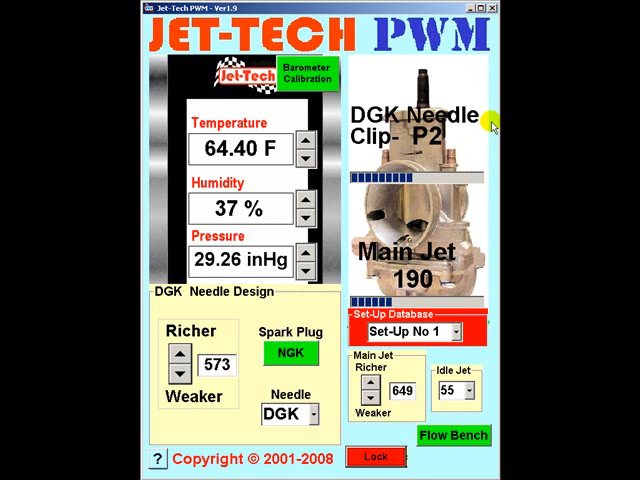 Jet-Tech PWM - Ver1.9
JET-TECH PWM
Jet-Tech
Barometer
Calibration
Temperature
64.40 F
Humidity
37 %
Pressure
29.26 inHg
DGK Needle
Clip- P2
Main Jet
190
DGK Needle Design
Richer
573
Weaker
Spark Plug
NGK
Needle
DGK
Set-Up Database
Set-Up No 1
Main Jet
Richer
649
Weaker
Idle Jet
55
Flow Bench
Lock
?
Copyright © 2001-2008